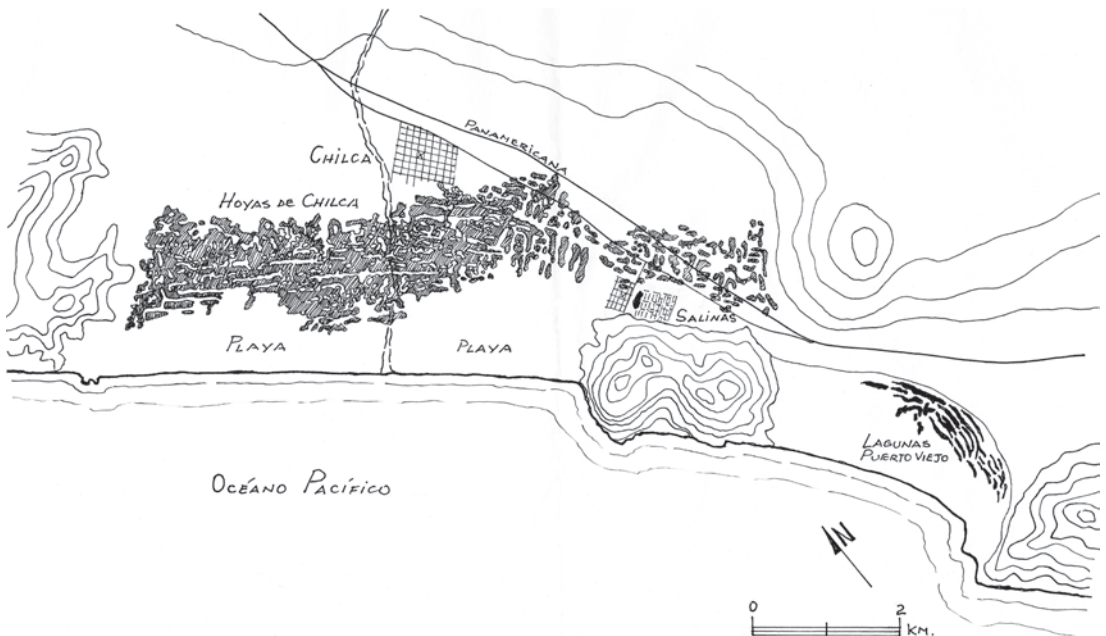 PANAMERICANA
CHILCA
HOYAS DE CHILCA
SALINAS
PLAYA
PLAYA
LAGUNAS
PUERTO VIEJO
OCÉANO PACÍFICO
N
0 2
KM.